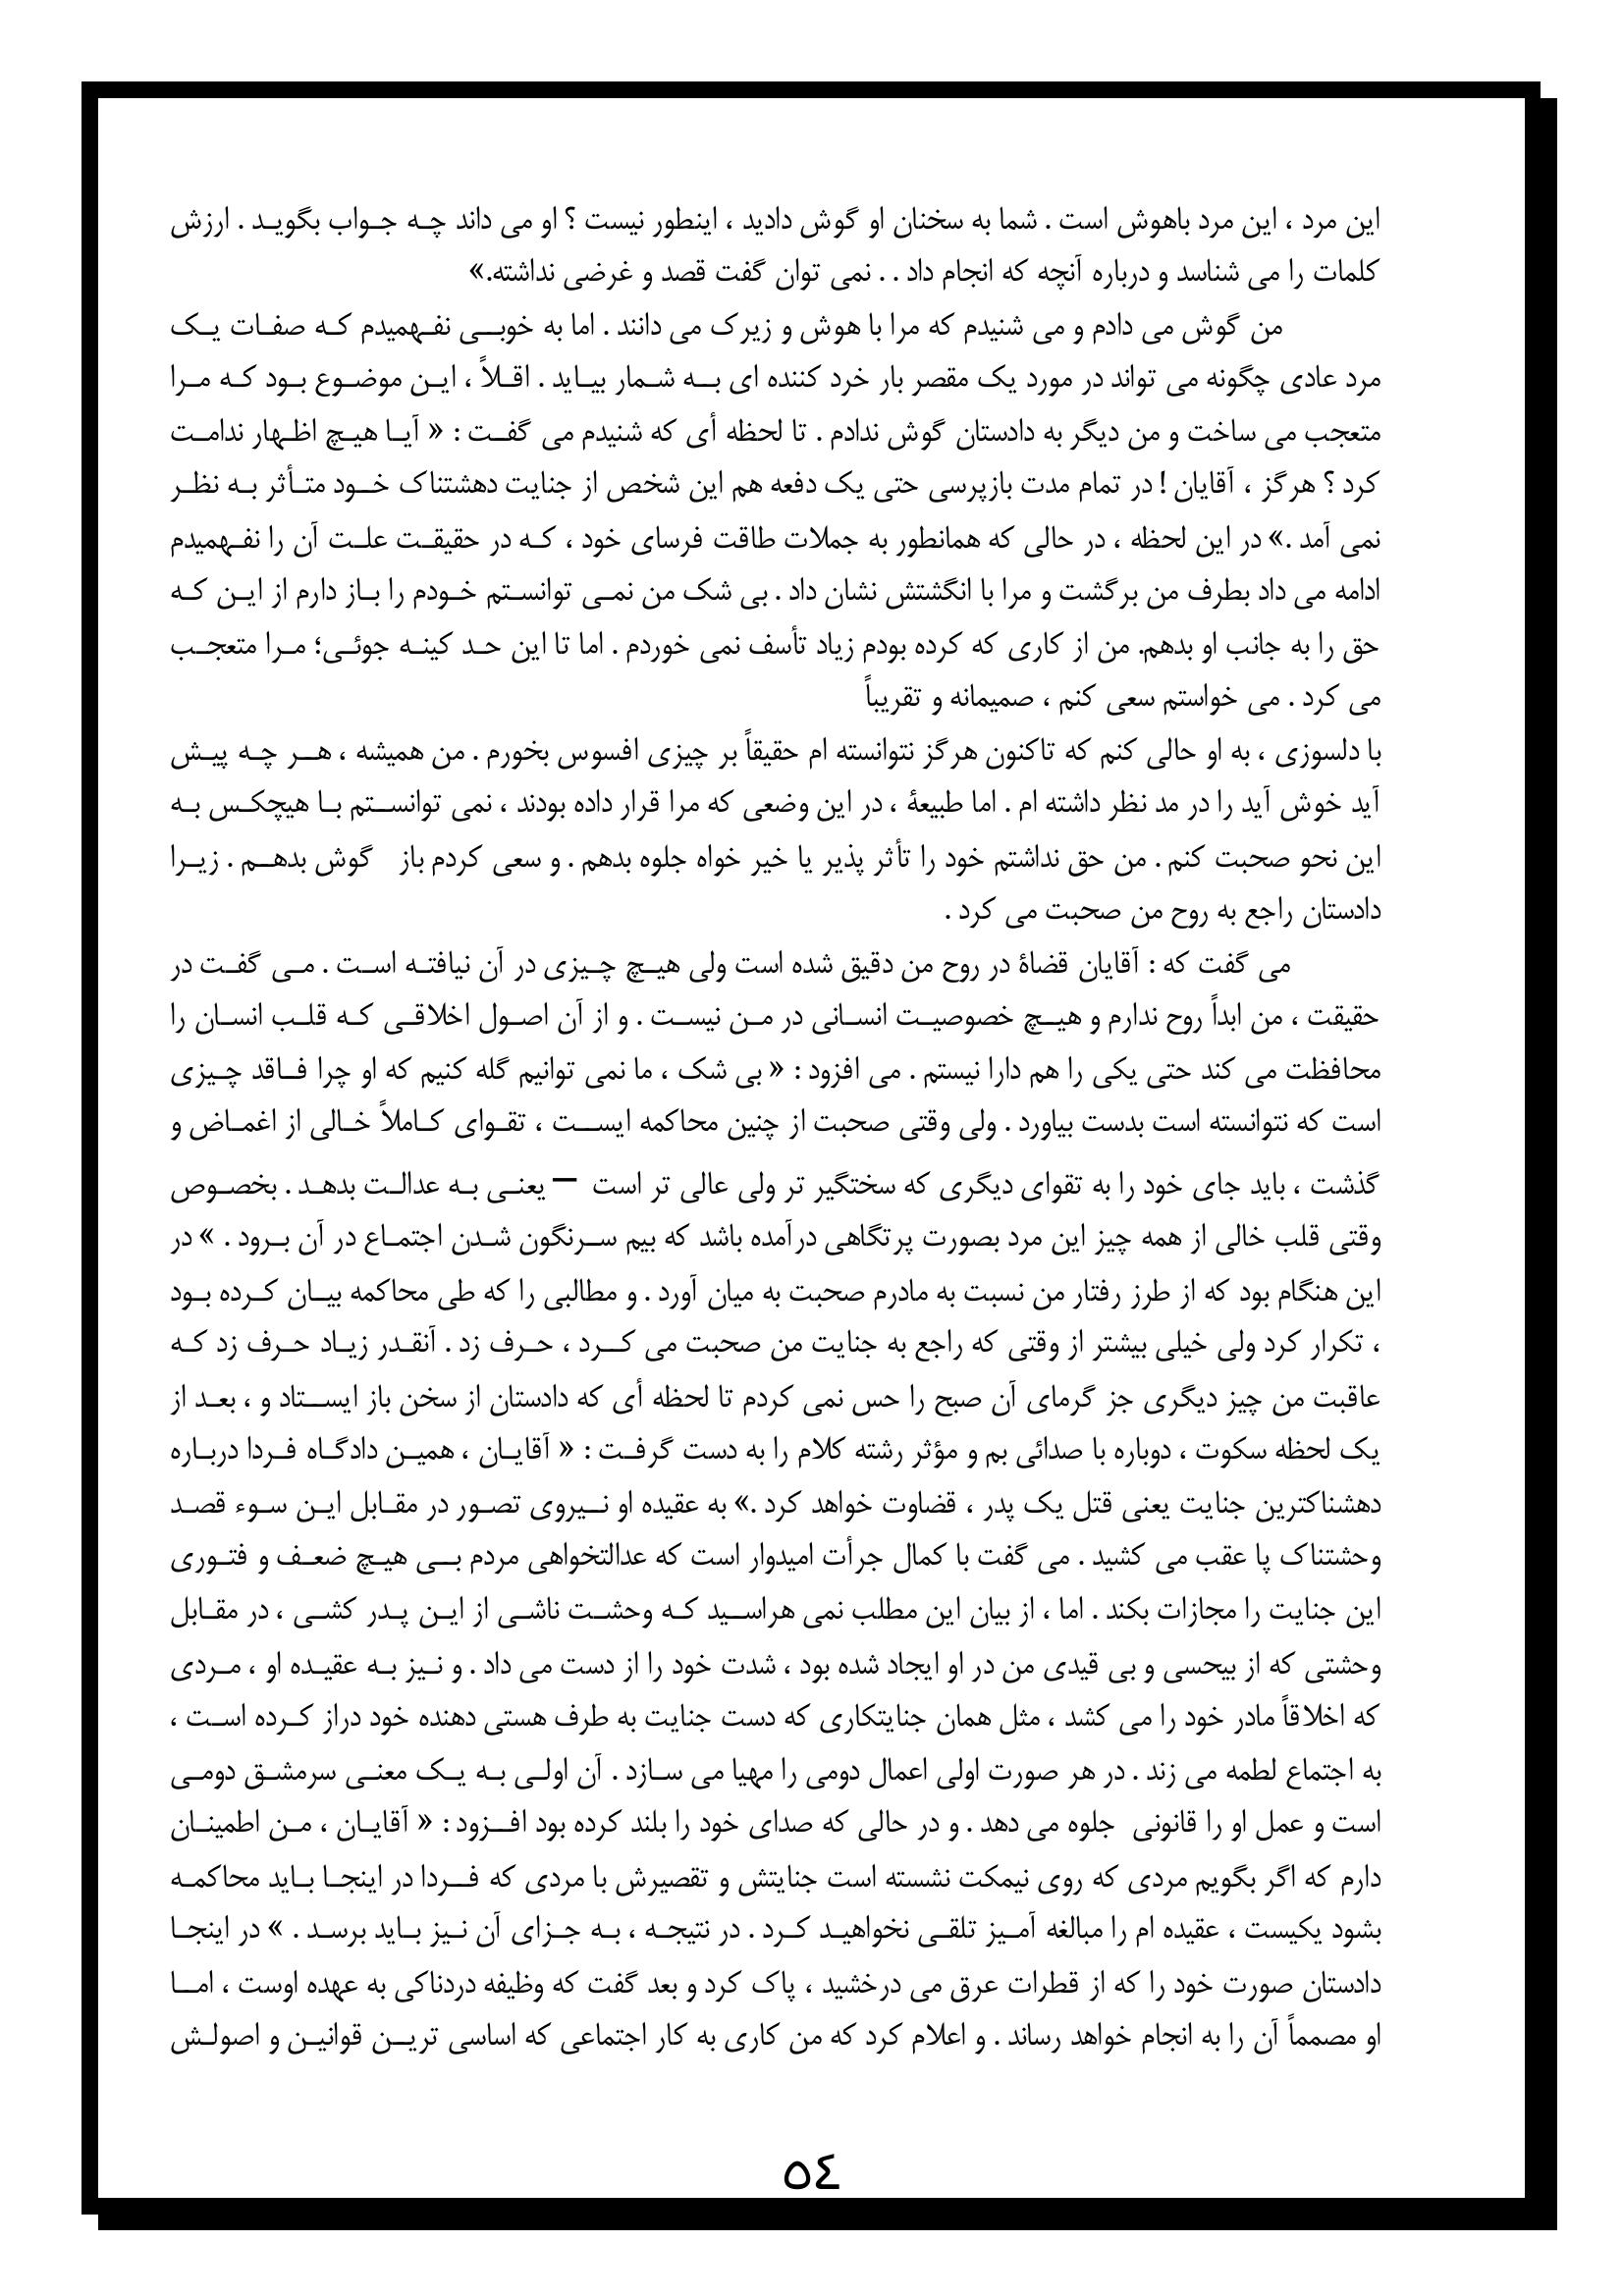 این مرد ، این مرد باهوش است . شما به سخنان او گوش دادید ، اینطور نیست ؟ او می داند چه جواب بگوید . ارزش
کلمات را می شناسد و درباره آنچه که انجام داد . . نمی توان گفت قصد و غرضی نداشته.»
من گوش می دادم و می شنیدم که مرا با هوش و زیرک می دانند . اما به خوبی نفهمیدم که صفات یک
مرد عادی چگونه می تواند در مورد یک مقصر بار خرد کننده ای به شمار بیاید . اقلاً ، این موضوع بود که مرا
متعجب می ساخت و من دیگر به دادستان گوش ندادم . تا لحظه أی که شنیدم می گفت : « آیا هیچ اظهار ندامت
کرد ؟ هرگز ، آقایان ! در تمام مدت بازپرسی حتی یک دفعه هم این شخص از جنایت دهشتناک خود متأثر به نظر
نمی آمد .» در این لحظه ، در حالی که همانطور به جملات طاقت فرسای خود ، که در حقیقت علت آن را نفهمیدم
ادامه می داد بطرف من برگشت و مرا با انگشتش نشان داد . بی شک من نمی توانستم خودم را باز دارم از این که
حق را به جانب او بدهم. من از کاری که کرده بودم زیاد تأسف نمی خوردم . اما تا این حد کینه جوئی؛ مرا متعجب
می کرد . می خواستم سعی کنم ، صمیمانه و تقریباً
با دلسوزی ، به او حالی کنم که تاکنون هرگز نتوانسته ام حقیقاً بر چیزی افسوس بخورم . من همیشه ، هر چه پیش
آید خوش آید را در مد نظر داشته ام . اما طبیعۀ ، در این وضعی که مرا قرار داده بودند ، نمی توانستم با هیچکس به
این نحو صحبت کنم . من حق نداشتم خود را تأثر پذیر یا خیر خواه جلوه بدهم . و سعی کردم باز گوش بدهم . زیرا
دادستان راجع به روح من صحبت می کرد .
می گفت که : آقایان قضاۀ در روح من دقیق شده است ولی هیچ چیزی در آن نیافته است . می گفت در
حقیقت ، من ابداً روح ندارم و هیچ خصوصیت انسانی در من نیست . و از آن اصول اخلاقی که قلب انسان را
محافظت می کند حتی یکی را هم دارا نیستم . می افزود : « بی شک ، ما نمی توانیم گله کنیم که او چرا فاقد چیزی
است که نتوانسته است بدست بیاورد . ولی وقتی صحبت از چنین محاکمه ایست ، تقوای کاملاً خالی از اغماض و
گذشت ، باید جای خود را به تقوای دیگری که سختگیر تر ولی عالی تر است – یعنی به عدالت بدهد . بخصوص
وقتی قلب خالی از همه چیز این مرد بصورت پرتگاهی درآمده باشد که بیم سرنگون شدن اجتماع در آن برود . » در
این هنگام بود که از طرز رفتار من نسبت به مادرم صحبت به میان آورد . و مطالبی را که طی محاکمه بیان کرده بود
، تکرار کرد ولی خیلی بیشتر از وقتی که راجع به جنایت من صحبت می کرد ، حرف زد . آنقدر زیاد حرف زد که
عاقبت من چیز دیگری جز گرمای آن صبح را حس نمی کردم تا لحظه أی که دادستان از سخن باز ایستاد و ، بعد از
یک لحظه سکوت ، دوباره با صدائی بم و مؤثر رشته کلام را به دست گرفت : « آقایان ، همین دادگاه فردا درباره
دهشناکترین جنایت یعنی قتل یک پدر ، قضاوت خواهد کرد .» به عقیده او نیروی تصور در مقابل این سوء قصد
وحشتناک پا عقب می کشید . می گفت با کمال جرأت امیدوار است که عدالتخواهی مردم بی هیچ ضعف و فتوری
این جنایت را مجازات بکند . اما ، از بیان این مطلب نمی هراسید که وحشت ناشی از این پدر کشی ، در مقابل
وحشتی که از بیحسی و بی قیدی من در او ایجاد شده بود ، شدت خود را از دست می داد . و نیز به عقیده او ، مردی
که اخلاقاً مادر خود را می کشد ، مثل همان جنایتکاری که دست جنایت به طرف هستی دهنده خود دراز کرده است ،
به اجتماع لطمه می زند . در هر صورت اولی اعمال دومی را مهیا می سازد . آن اولی به یک معنی سرمشق دومی
است و عمل او را قانونی جلوه می دهد . و در حالی که صدای خود را بلند کرده بود افزود : « آقایان ، من اطمینان
دارم که اگر بگویم مردی که روی نیمکت نشسته است جنایتش و تقصیرش با مردی که فردا در اینجا باید محاکمه
بشود یکیست ، عقیده ام را مبالغه آمیز تلقی نخواهید کرد . در نتیجه ، به جزای آن نیز باید برسد . » در اینجا
دادستان صورت خود را که از قطرات عرق می درخشید ، پاک کرد و بعد گفت که وظیفه دردناکی به عهده اوست ، اما
او مصمماً آن را به انجام خواهد رساند . و اعلام کرد که من کاری به کار اجتماعی که اساسی ترین قوانین و اصولش
٥٤